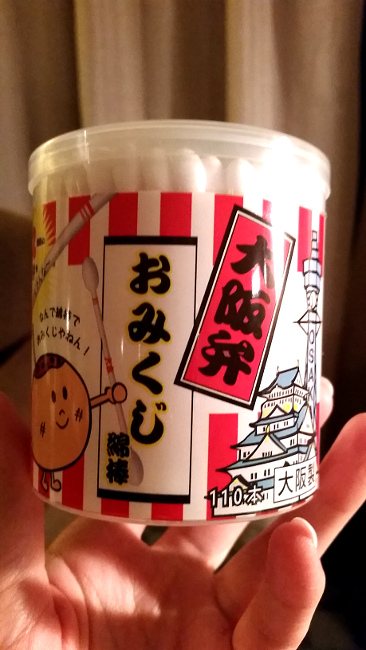 大阪弁
おみくじ
綿棒
なんで綿棒で
おみくじやねん！
OSA
110本
大阪製